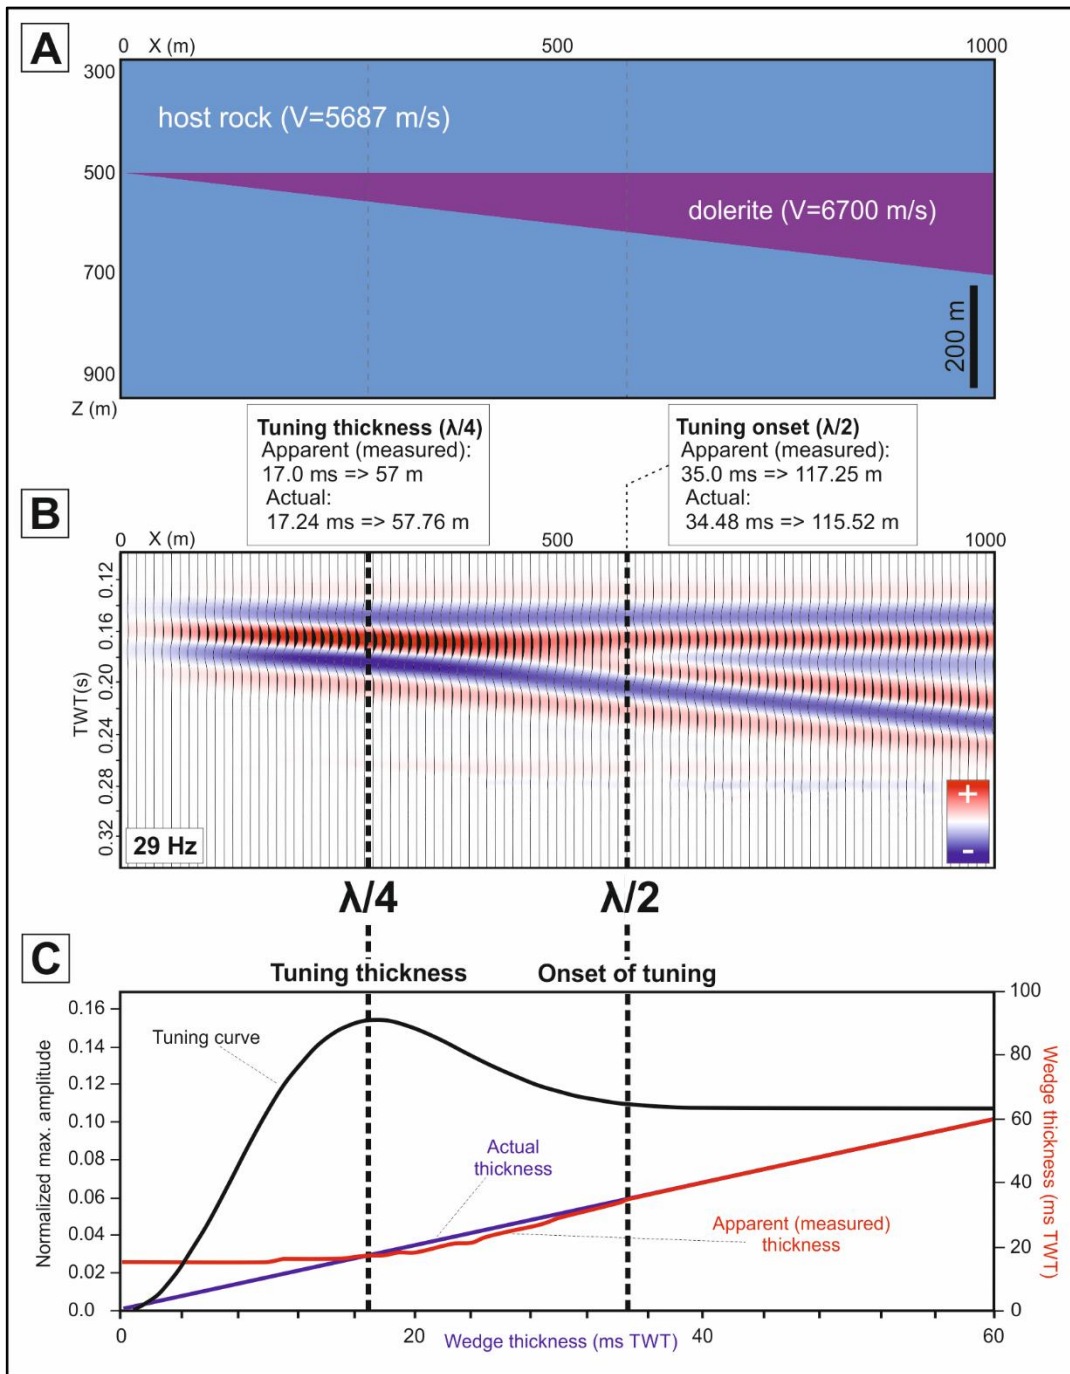 A
0 X (m) 500 1000
300
host rock (V=5687 m/s)
500
dolerite (V=6700 m/s)
700
200 m
900
Z (m)
Tuning thickness (λ/4)
Apparent (measured):
17.0 ms => 57 m
Actual:
17.24 ms => 57.76 m
Tuning onset (λ/2)
Apparent (measured):
35.0 ms => 117.25 m
Actual:
34.48 ms => 115.52 m
B
0 X (m) 500 1000
0.12
0.16
0.20
0.24
0.28
0.32
TWT(s)
29 Hz
+
-
λ/4 λ/2
C
Tuning thickness Onset of tuning
Normalized max. amplitude
0.16
0.14
0.12
0.10
0.08
0.06
0.04
0.02
0.0
Tuning curve
Actual
thickness
Apparent (measured)
thickness
100
80
60
40
20
0
Wedge thickness (ms TWT)
0 20 40 60
Wedge thickness (ms TWT)